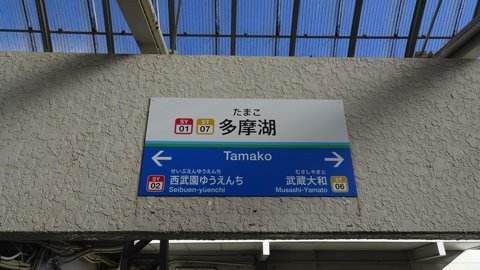 たまこ
SY 01 ST 07 多摩湖
Tamako
せいぶえんゆうえんち むさしやまと
SY 02 西武園ゆうえんち 武蔵大和 ST 06
Seibuen-yūenchi Musashi-Yamato